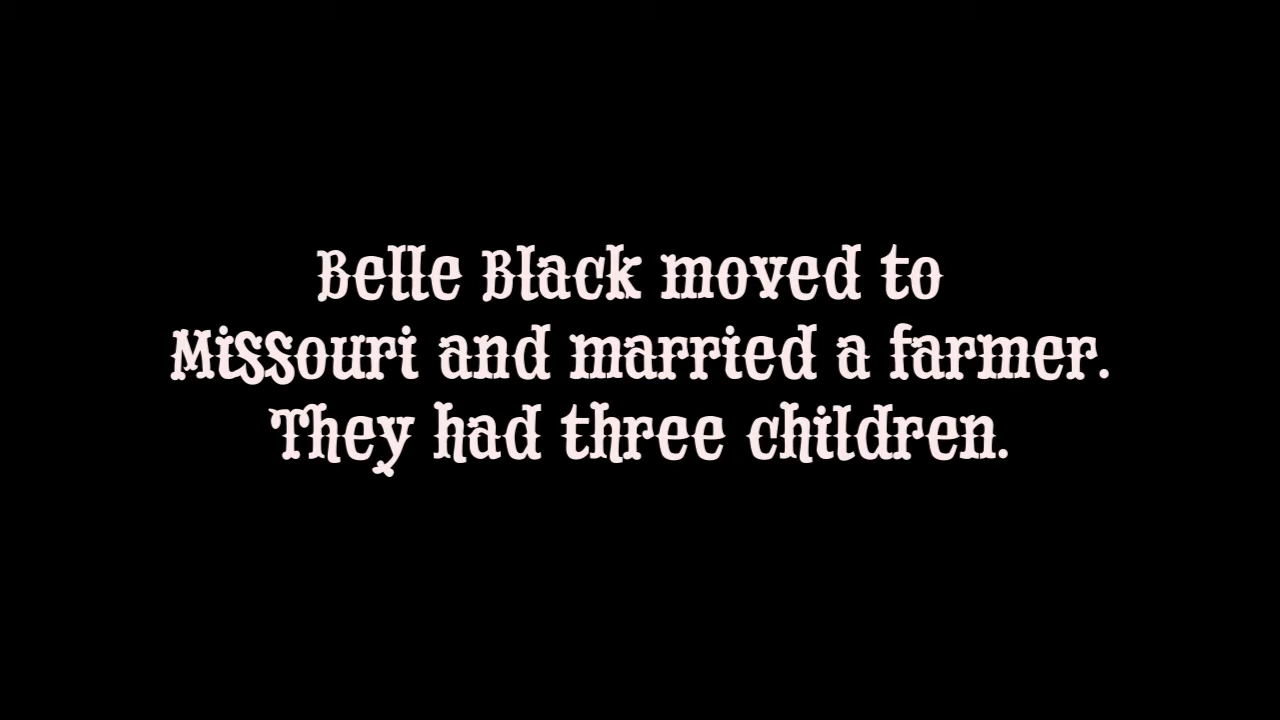 Belle Black moved to
Missouri and married a farmer.
They had three children.